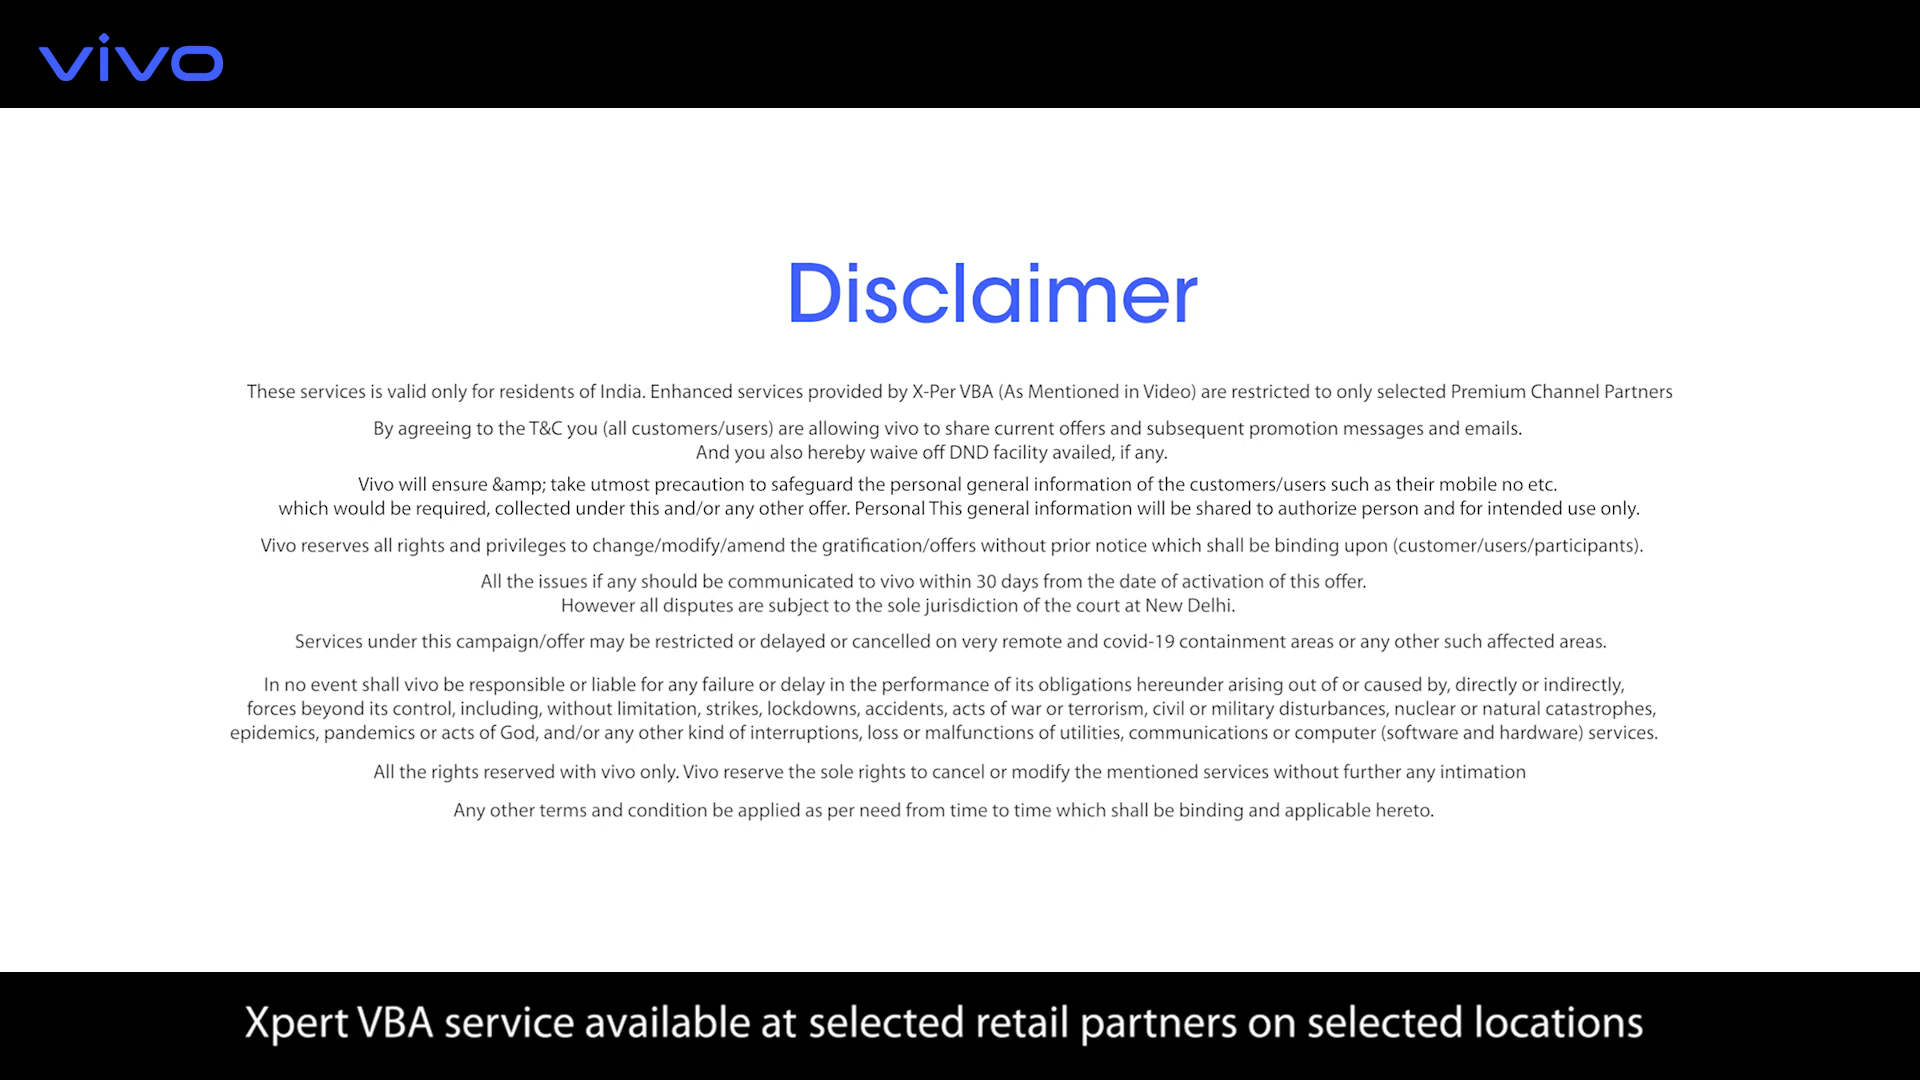 vivo
Disclaimer
These services is valid only for residents of India. Enhanced services provided by X-Per VBA (As Mentioned in Video) are restricted to only selected Premium Channel Partners
By agreeing to the T&C you (all customers/users) are allowing vivo to share current offers and subsequent promotion messages and emails.
And you also hereby waive off DND facility availed, if any.
Vivo will ensure &amp; take utmost precaution to safeguard the personal general information of the customers/users such as their mobile no etc.
which would be required, collected under this and/or any other offer. Personal This general information will be shared to authorize person and for intended use only.
Vivo reserves all rights and privileges to change/modify/amend the gratification/offers without prior notice which shall be binding upon (customer/users/participants).
All the issues if any should be communicated to vivo within 30 days from the date of activation of this offer.
However all disputes are subject to the sole jurisdiction of the court at New Delhi.
Services under this campaign/offer may be restricted or delayed or cancelled on very remote and covid-19 containment areas or any other such affected areas.
In no event shall vivo be responsible or liable for any failure or delay in the performance of its obligations hereunder arising out of or caused by, directly or indirectly,
forces beyond its control, including, without limitation, strikes, lockdowns, accidents, acts of war or terrorism, civil or military disturbances, nuclear or natural catastrophes,
epidemics, pandemics or acts of God, and/or any other kind of interruptions, loss or malfunctions of utilities, communications or computer (software and hardware) services.
All the rights reserved with vivo only. Vivo reserve the sole rights to cancel or modify the mentioned services without further any intimation
Any other terms and condition be applied as per need from time to time which shall be binding and applicable hereto.
Xpert VBA service available at selected retail partners on selected locations